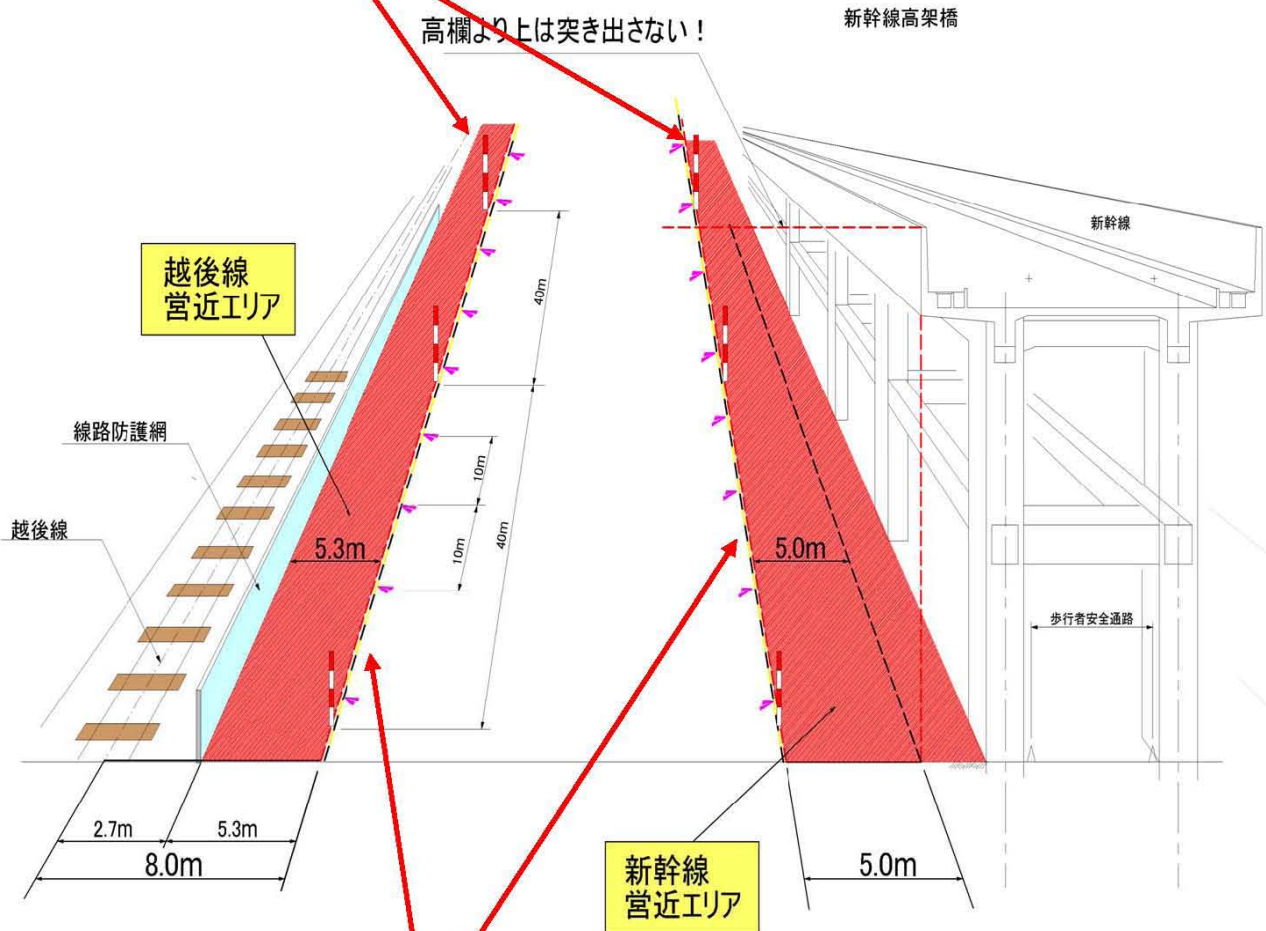 新幹線高架橋
高欄より上は突き出さない！
新幹線
越後線
営近エリア
40m
線路防護網
10m
越後線
40m
5.3m
10m
5.0m
歩行者安全通路
2.7m
5.3m
8.0m
新幹線
営近エリア
5.0m